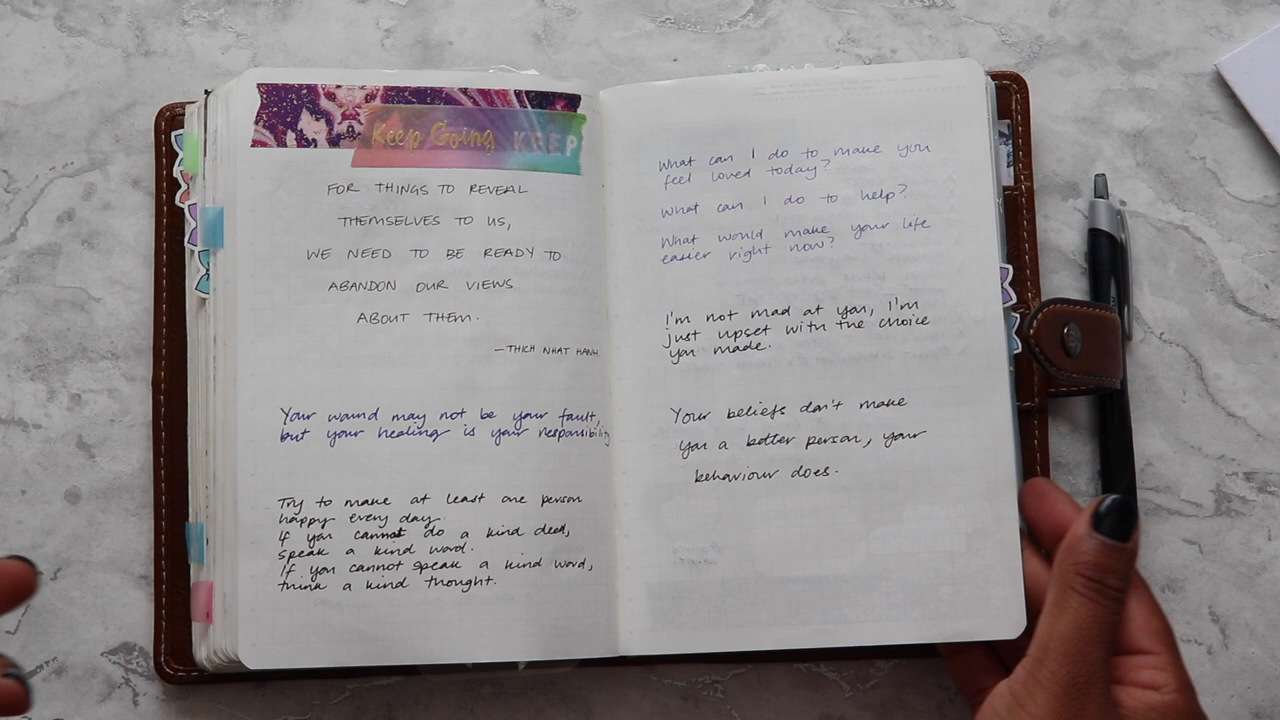 Keep Going KEEP
FOR THINGS TO REVEAL
THEMSELVES TO US,
WE NEED TO BE READY TO
ABANDON OUR VIEWS
ABOUT THEM.
—THICH NHAT HANH.
Your wound may not be your fault,
but your healing is your responsibility
Try to make at least one person
happy every day.
If you cannot do a kind deed,
speak a kind word.
If you cannot speak a kind word,
think a kind thought.
What can I do to make you
feel loved today?
What can I do to help?
What would make your life
easier right now?
I'm not mad at you, I'm
just upset with the choice
you made.
Your beliefs don't make
you a better person, your
behaviour does.